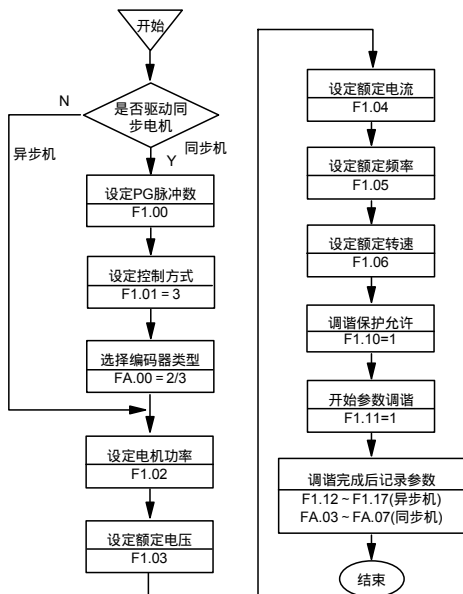 开始
N
是否驱动同
步电机
异步机
同步机
Y
设定PG脉冲数
F1.00
设定控制方式
F1.01 = 3
选择编码器类型
FA.00 = 2/3
设定电机功率
F1.02
设定额定电压
F1.03
设定额定电流
F1.04
设定额定频率
F1.05
设定额定转速
F1.06
调谐保护允许
F1.10=1
开始参数调谐
F1.11=1
调谐完成后记录参数
F1.12 ~ F1.17(异步机)
FA.03 ~ FA.07(同步机)
结束